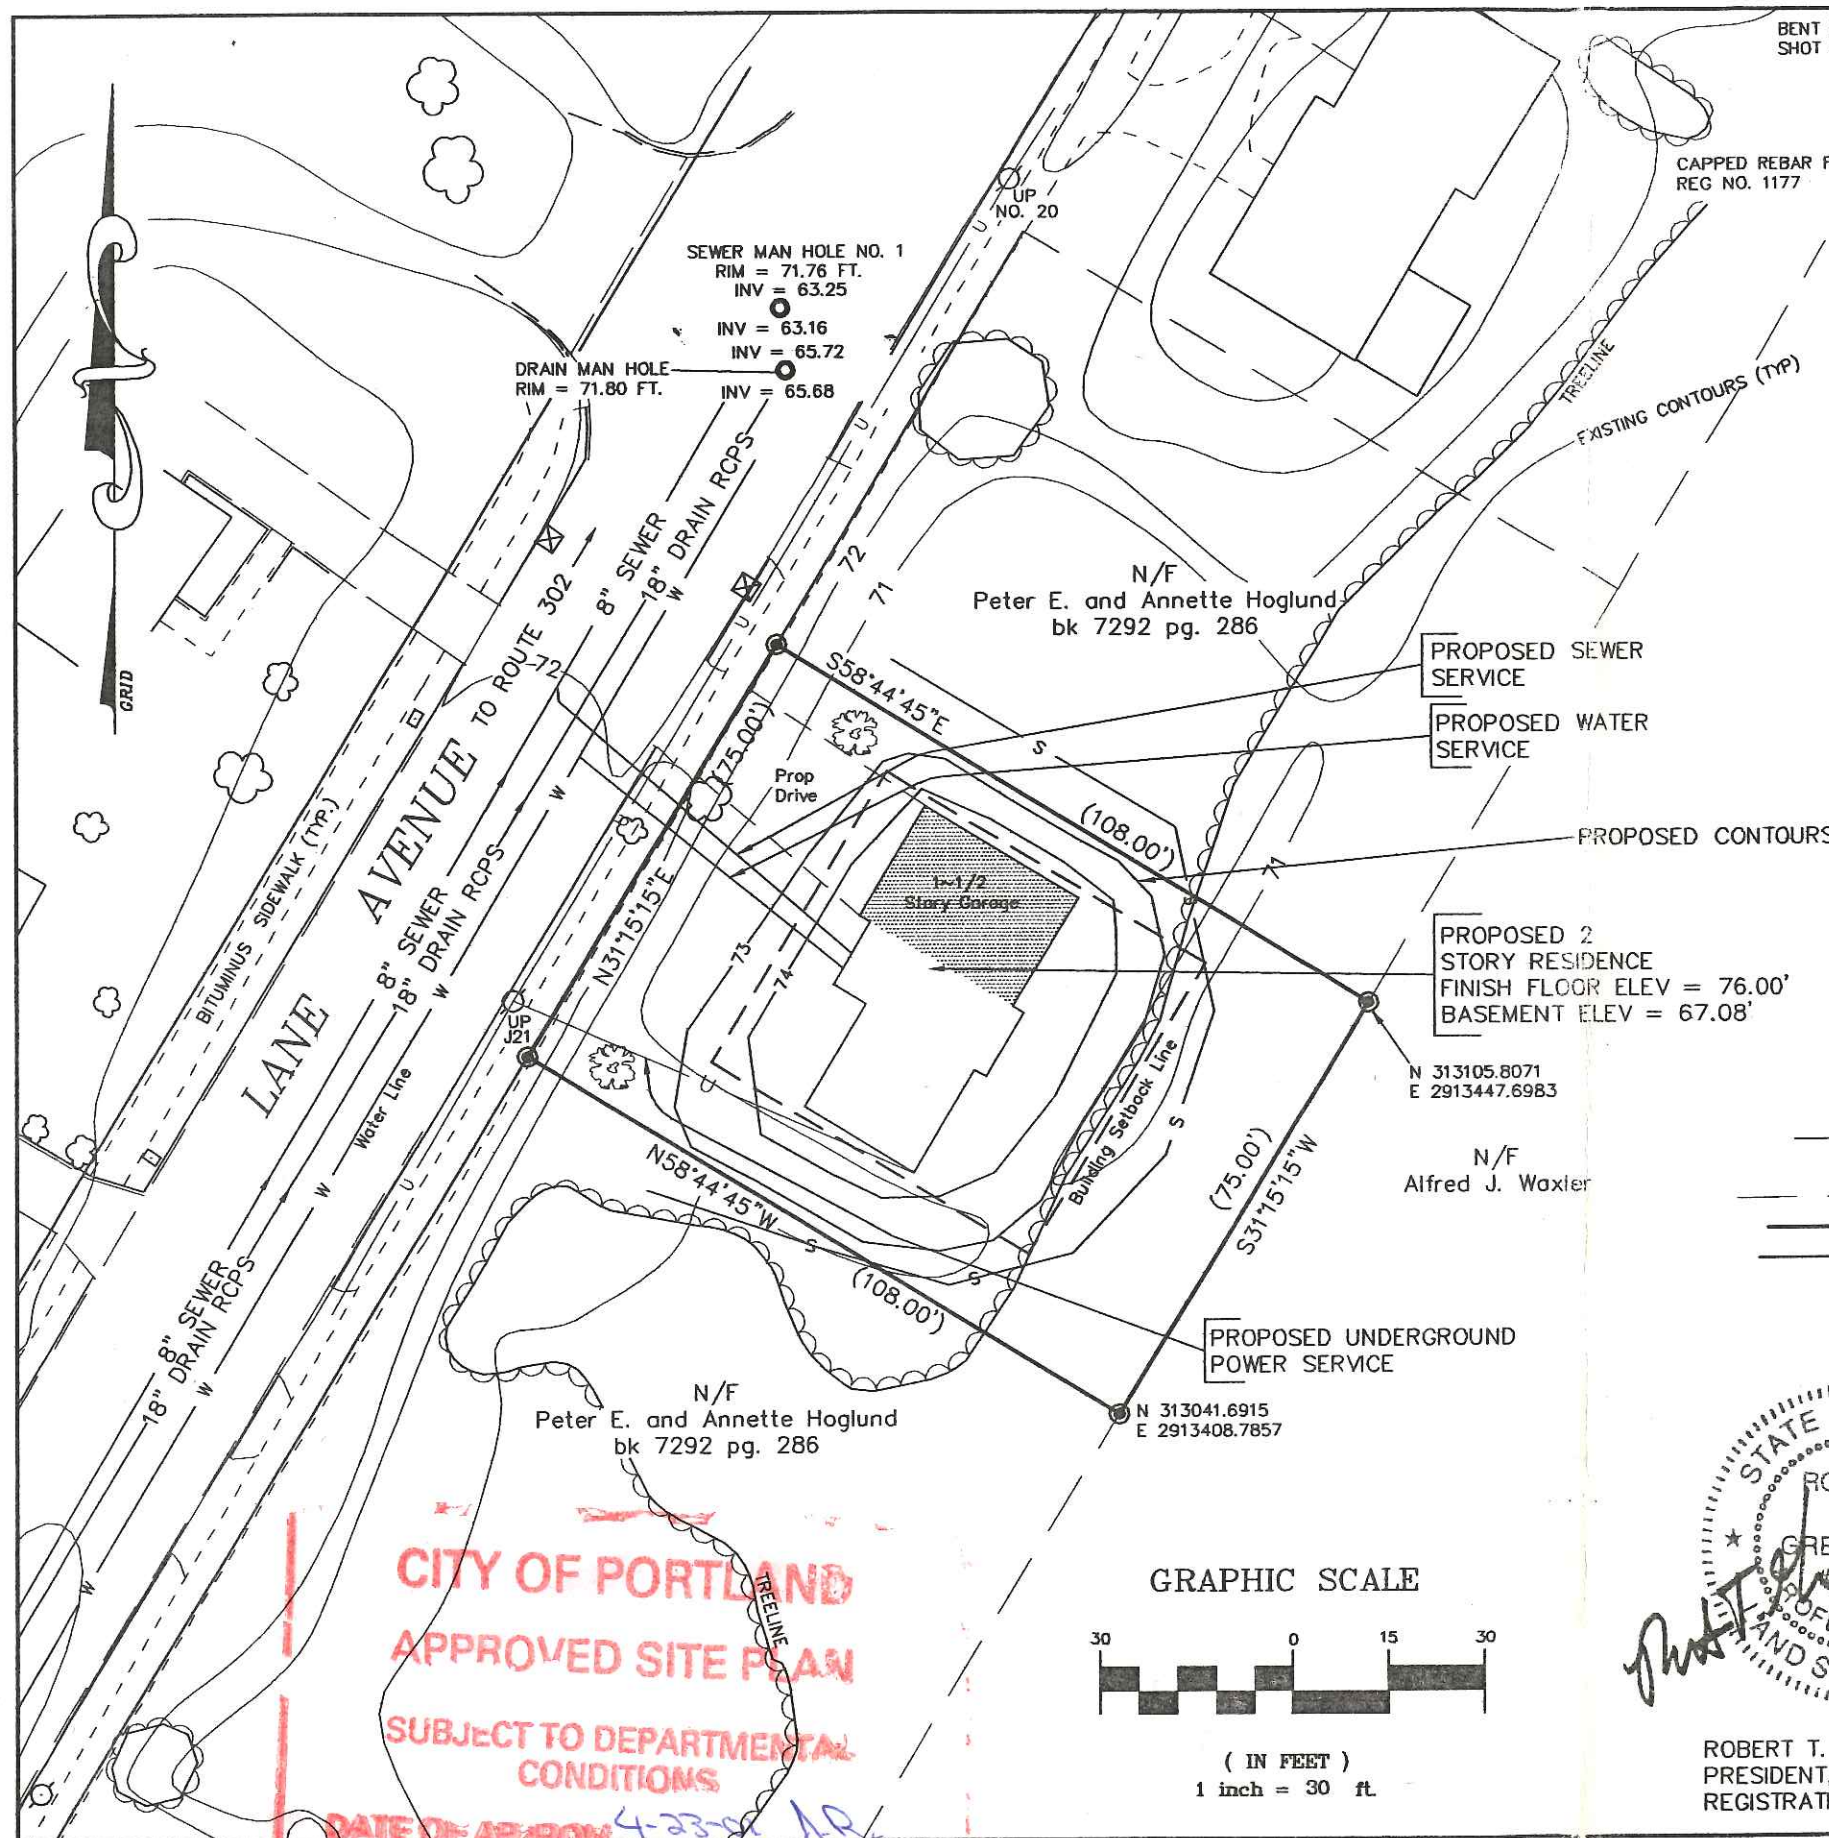 BENT
SHOT
CAPPED REBAR
REG NO. 1177
UP
NO. 20
SEWER MAN HOLE NO. 1
RIM = 71.76 FT.
INV = 63.25
INV = 63.16
INV = 65.72
DRAIN MAN HOLE
RIM = 71.80 FT.
INV = 65.68
TREELINE
EXISTING CONTOURS (TYP)
GRID
8" SEWER
18" DRAIN RCPS
W
U
U
U
72
71
N/F
Peter E. and Annette Hoglund
bk 7292 pg. 286
PROPOSED SEWER
SERVICE
PROPOSED WATER
SERVICE
LANE AVENUE TO ROUTE 302
72
S58°44'45"E
(108.00')
S
(75.00')
N31°15'15"E
Prop
Drive
PROPOSED CONTOURS
71
S
1~1/2
Story Garage
73
74
BITUMINUS SIDEWALK (TYP.)
8" SEWER
18" DRAIN RCPS
W
W
PROPOSED 2
STORY RESIDENCE
FINISH FLOOR ELEV = 76.00'
BASEMENT ELEV = 67.08'
UP
J21
U
N 313105.8071
E 2913447.6983
Water Line
W
U
Building Setback Line
S
N58°44'45"W
(108.00')
S
S
(75.00')
S31°15'15"W
N/F
Alfred J. Waxler
8" SEWER
18" DRAIN RCPS
W
W
PROPOSED UNDERGROUND
POWER SERVICE
N/F
Peter E. and Annette Hoglund
bk 7292 pg. 286
N 313041.6915
E 2913408.7857
STATE
RO
GRE
LAND S
CITY OF PORTLAND
APPROVED SITE PLAN
SUBJECT TO DEPARTMENTAL
CONDITIONS
DATE OF APPROV
TREELINE
GRAPHIC SCALE
30 0 15 30
( IN FEET )
1 inch = 30 ft.
ROBERT T.
PRESIDENT,
REGISTRAT